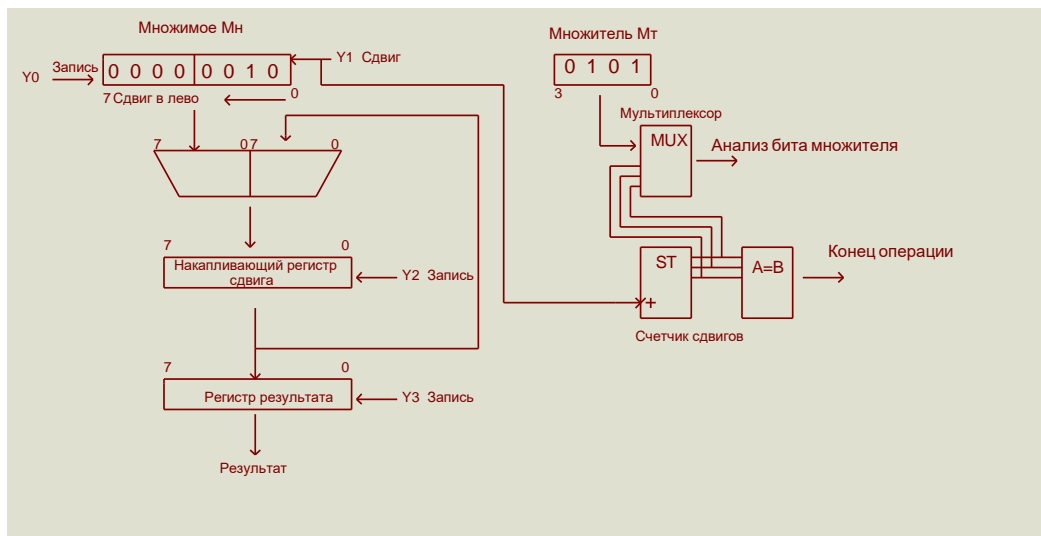 Множимое Мн
Множитель Мт
Y0 Запись
0 0 0 0 0 0 1 0
Y1 Сдвиг
0 1 0 1
7 Сдвиг в лево 0
3 0
Мультиплексор
7 0 7 0
MUX
Анализ бита множителя
7 0
Накапливающий регистр
сдвига
Y2 Запись
ST
A=B
Конец операции
+
Счетчик сдвигов
7 0
Регистр результата
Y3 Запись
Результат